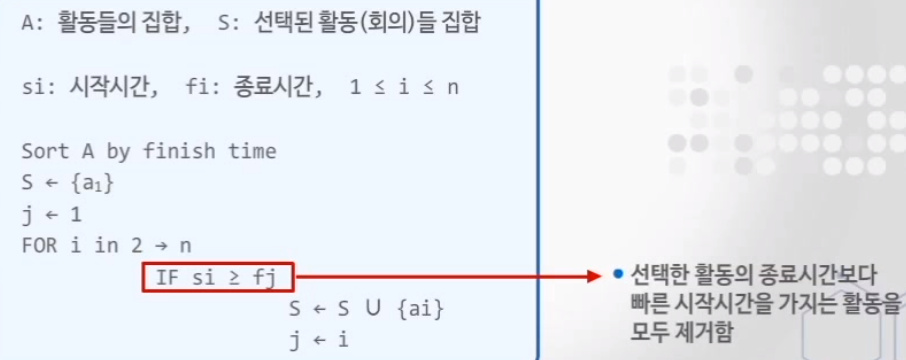 A: 활동들의 집합, S: 선택된 활동(회의)들 집합
si: 시작시간, fi: 종료시간, 1 ≤ i ≤ n
Sort A by finish time
S ← {a₁}
j ← 1
FOR i in 2 → n
IF si ≥ fj
S ← S ∪ {ai}
j ← i
• 선택한 활동의 종료시간보다
빠른 시작시간을 가지는 활동을
모두 제거함